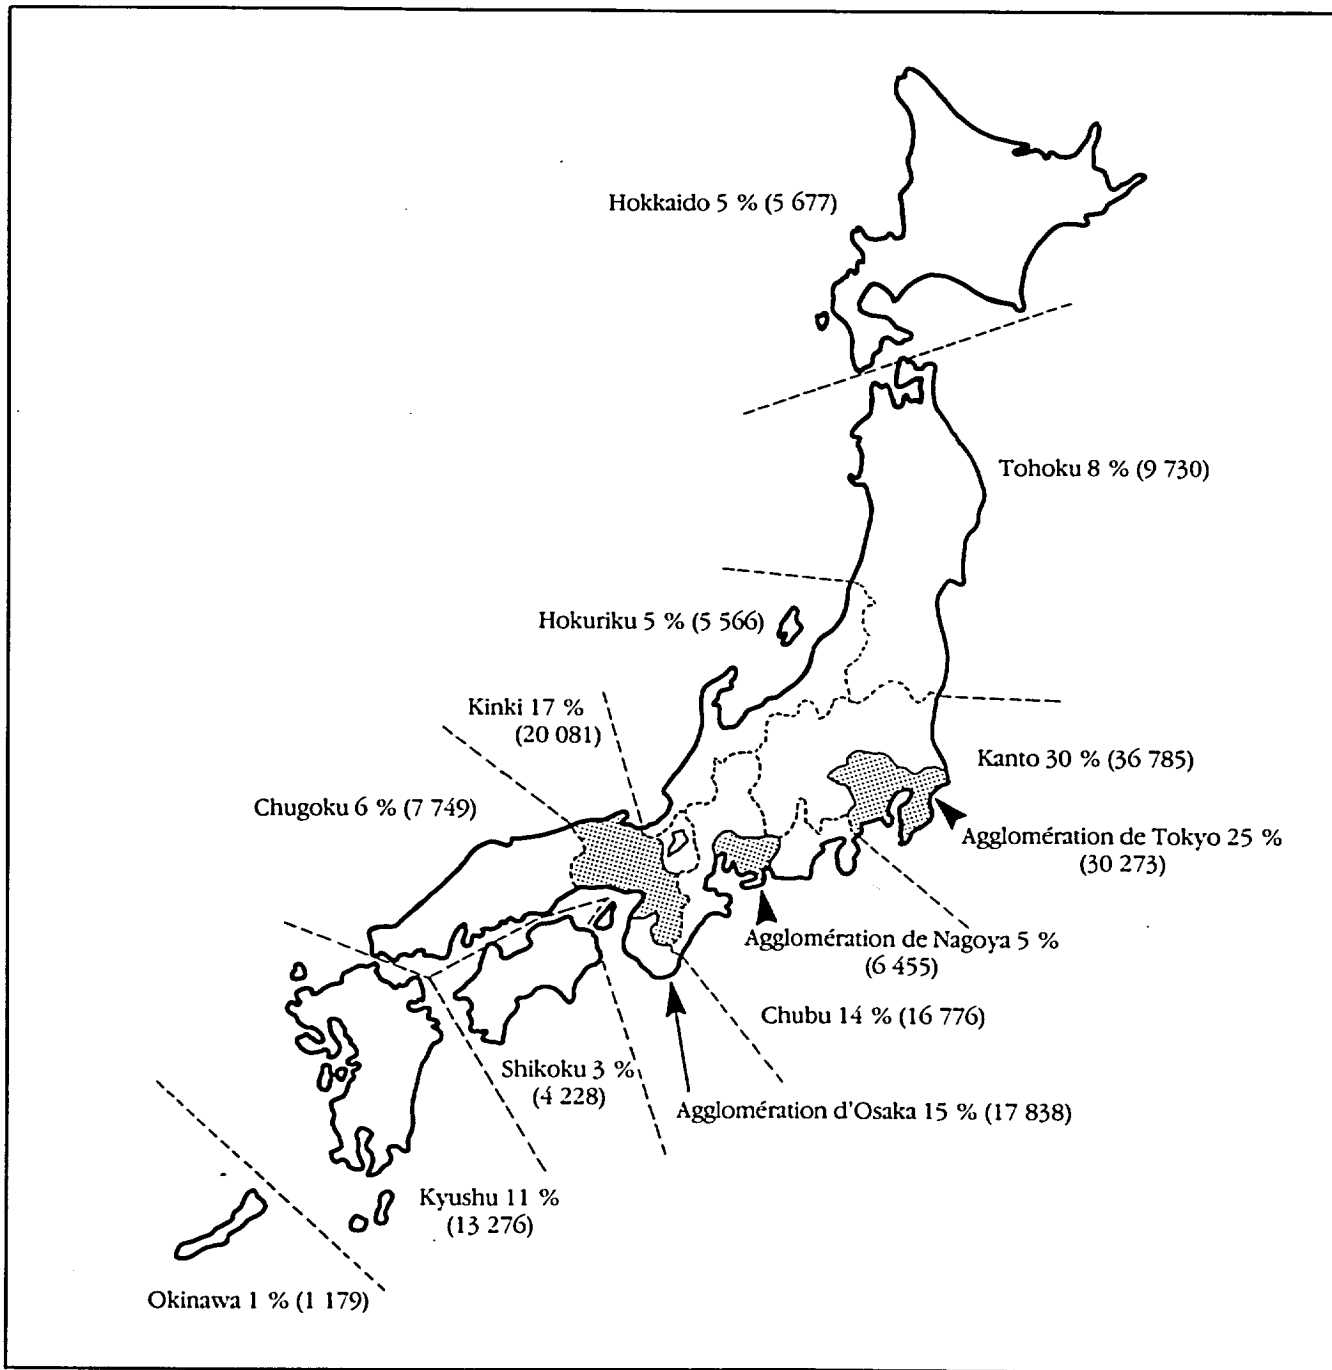 Hokkaido 5 % (5 677)
Tohoku 8 % (9 730)
Hokuriku 5 % (5 566)
Kinki 17 %
(20 081)
Kanto 30 % (36 785)
Chugoku 6 % (7 749)
Agglomération de Tokyo 25 %
(30 273)
Agglomération de Nagoya 5 %
(6 455)
Chubu 14 % (16 776)
Shikoku 3 %
(4 228)
Agglomération d'Osaka 15 % (17 838)
Kyushu 11 %
(13 276)
Okinawa 1 % (1 179)